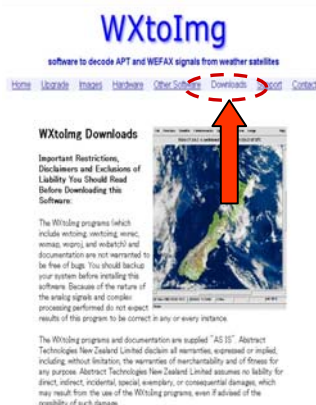 WXtoImg
software to decode APT and WEFAX signals from weather satellites
Home Upgrade Images Hardware Other Software Downloads Support Contact
WXtoImg Downloads
Important Restrictions,
Disclaimers and Exclusions of
Liability You Should Read
Before Downloading this
Software:
The WXtoImg programs (which
include wxtoimg, xwxtoimg, wxrec,
wxmap, wxproj, and wxbatch) and
documentation are not warranted to
be free of bugs. You should backup
your system before installing this
software. Because of the nature of
the analog signals and complex
processing performed do not expect
results of this program to be correct in any or every instance.
The WXtoImg programs and documentation are supplied "AS IS". Abstract
Technologies New Zealand Limited disclaim all warranties, expressed or implied,
including, without limitation, the warranties of merchantability and of fitness for
any purpose. Abstract Technologies New Zealand Limited assumes no liability for
direct, indirect, incidental, special, exemplary, or consequential damages, which
may result from the use of the WXtoImg programs, even if advised of the
possibility of such damage.